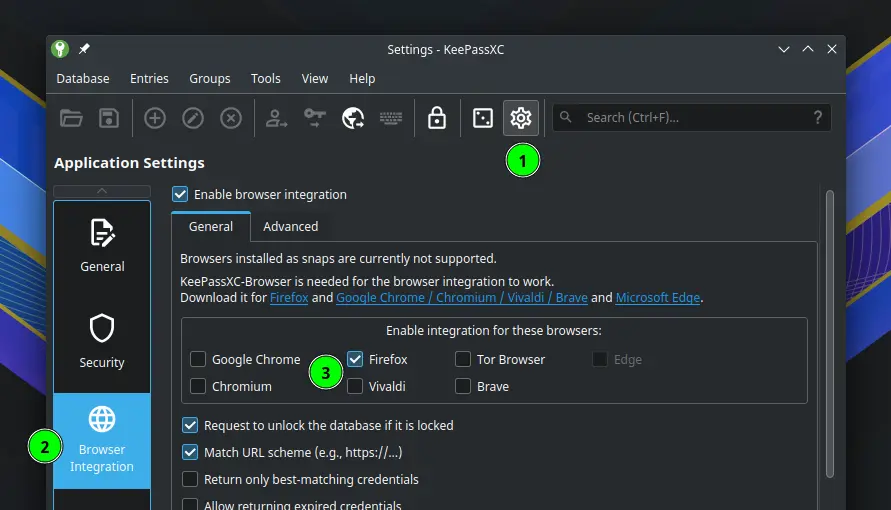 Settings - KeePassXC
Database Entries Groups Tools View Help
Search (Ctrl+F)... ?
1
Application Settings
Enable browser integration
General Advanced
Browsers installed as snaps are currently not supported.
General
KeePassXC-Browser is needed for the browser integration to work.
Download it for Firefox and Google Chrome / Chromium / Vivaldi / Brave and Microsoft Edge.
Enable integration for these browsers:
Security
Google Chrome Firefox Tor Browser Edge
3
Chromium Vivaldi Brave
Request to unlock the database if it is locked
2
Browser
Integration
Match URL scheme (e.g., https://...)
Return only best-matching credentials
Allow returning expired credentials